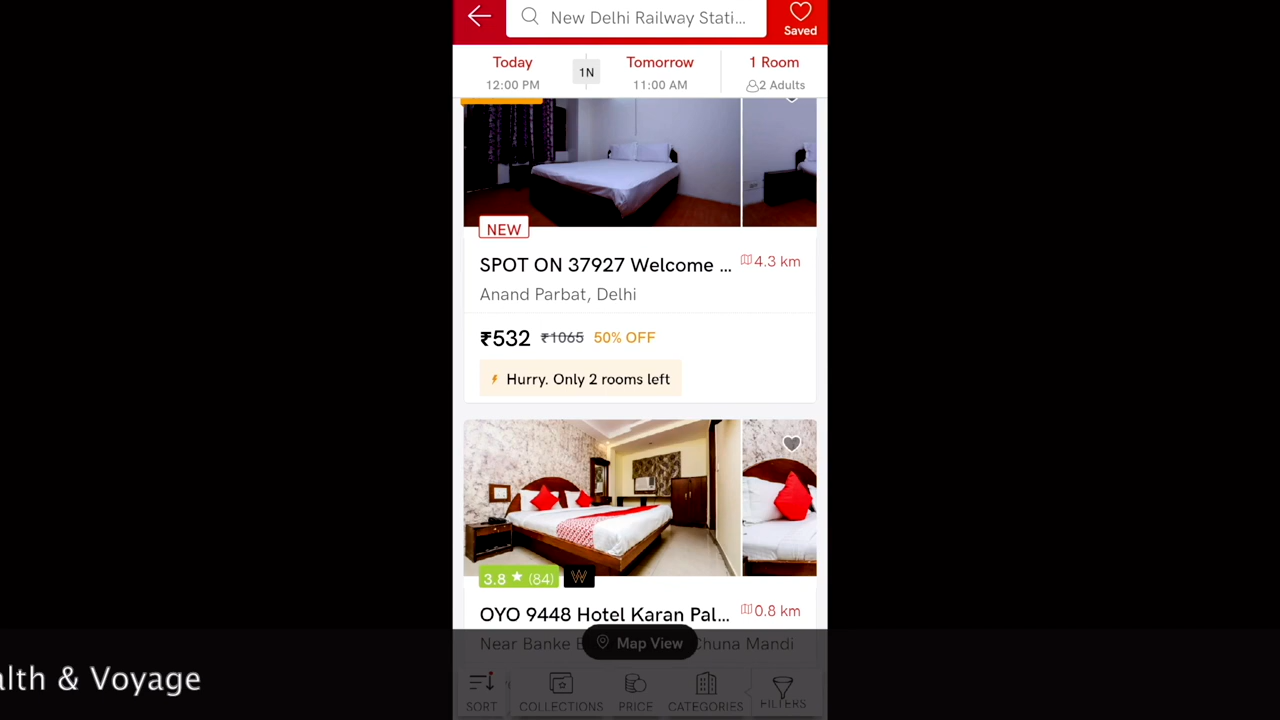 New Delhi Railway Stati...
Saved
Today
12:00 PM
1N
Tomorrow
11:00 AM
1 Room
2 Adults
NEW
SPOT ON 37927 Welcome ...
4.3 km
Anand Parbat, Delhi
₹532 ₹1065 50% OFF
Hurry. Only 2 rooms left
3.8 ★ (84) W
OYO 9448 Hotel Karan Pal...
0.8 km
Near Banke B
Map View
Chuna Mandi
alth & Voyage
SORT
COLLECTIONS
PRICE
CATEGORIES
FILTERS